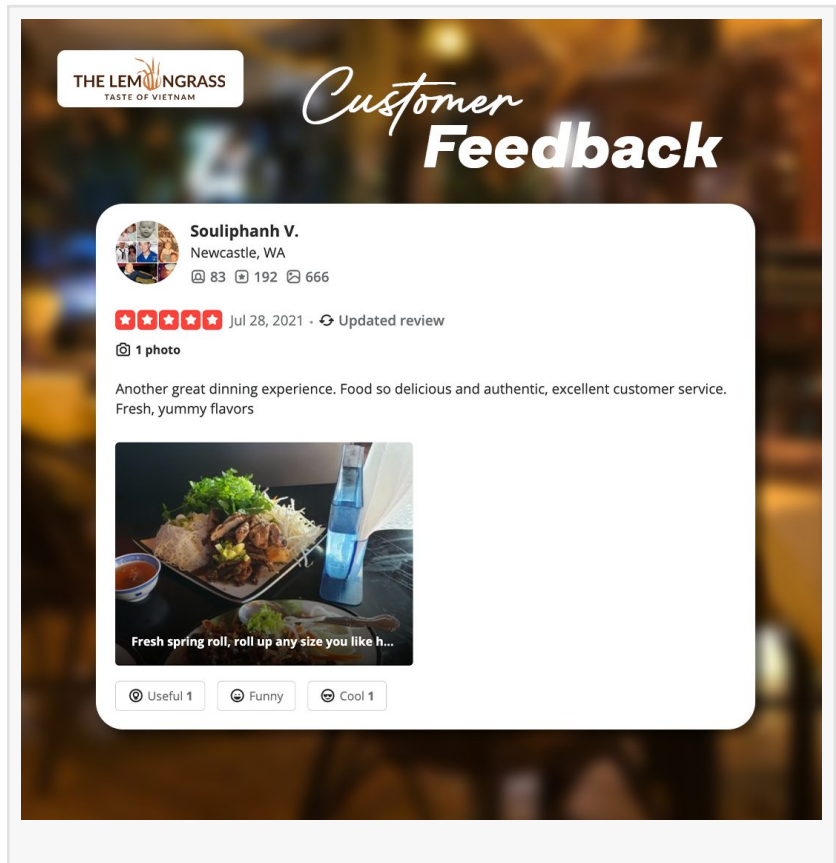 THE LEMONGRASS
TASTE OF VIETNAM
Customer
Feedback
Souliphanh V.
Newcastle, WA
83 192 666
Jul 28, 2021 · Updated review
1 photo
Another great dinning experience. Food so delicious and authentic, excellent customer service.
Fresh, yummy flavors
Fresh spring roll, roll up any size you like h...
Useful 1 Funny Cool 1